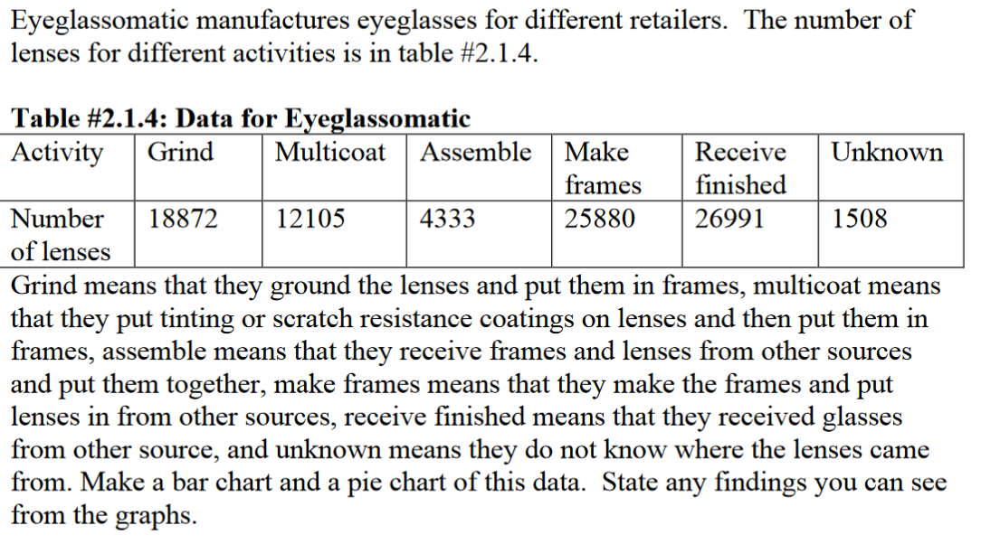 Eyeglassomatic manufactures eyeglasses for different retailers.  The number of
lenses for different activities is in table #2.1.4.
Table #2.1.4: Data for Eyeglassomatic
Activity Grind Multicoat Assemble Make frames Receive finished Unknown
Number of lenses 18872 12105 4333 25880 26991 1508
Grind means that they ground the lenses and put them in frames, multicoat means
that they put tinting or scratch resistance coatings on lenses and then put them in
frames, assemble means that they receive frames and lenses from other sources
and put them together, make frames means that they make the frames and put
lenses in from other sources, receive finished means that they received glasses
from other source, and unknown means they do not know where the lenses came
from. Make a bar chart and a pie chart of this data.  State any findings you can see
from the graphs.